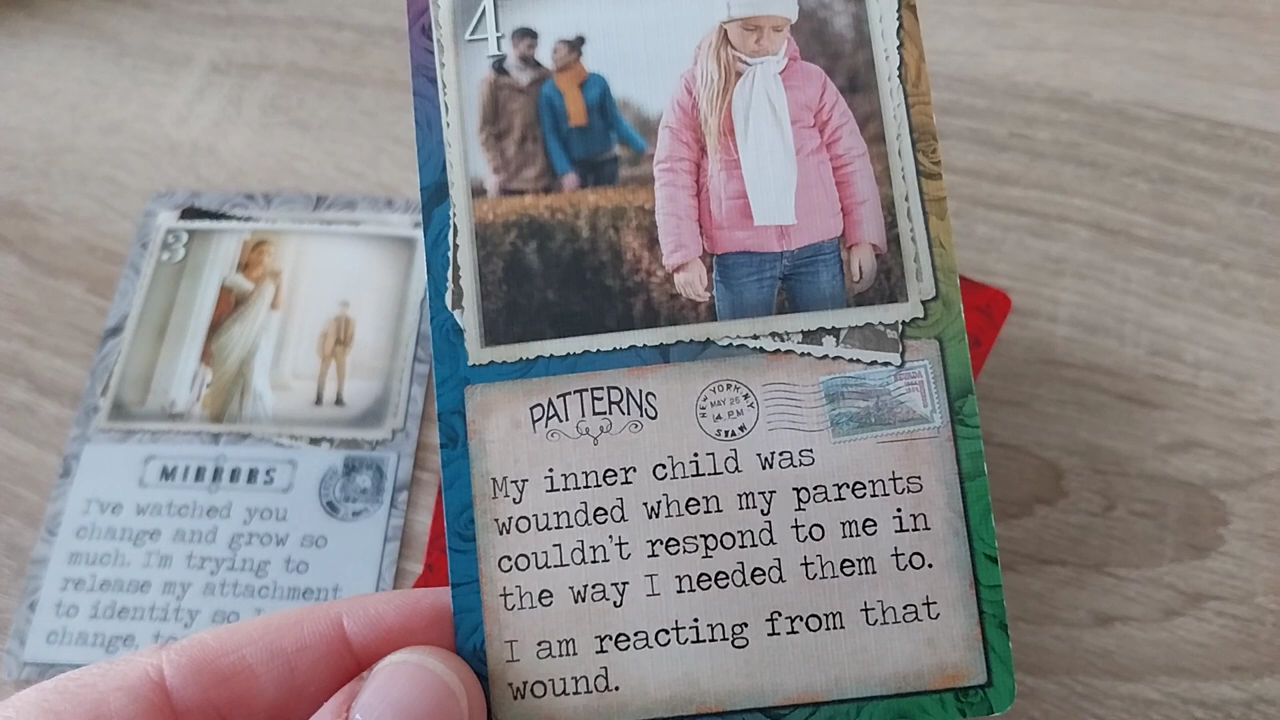 4
PATTERNS
NEW YORK, N.Y.
MAY 25
4 PM
My inner child was
wounded when my parents
couldn't respond to me in
the way I needed them to.
I am reacting from that
wound.
3
MIRRORS
I've watched you
change and grow so
much. I'm trying to
release my attachment
to identity so I
change,